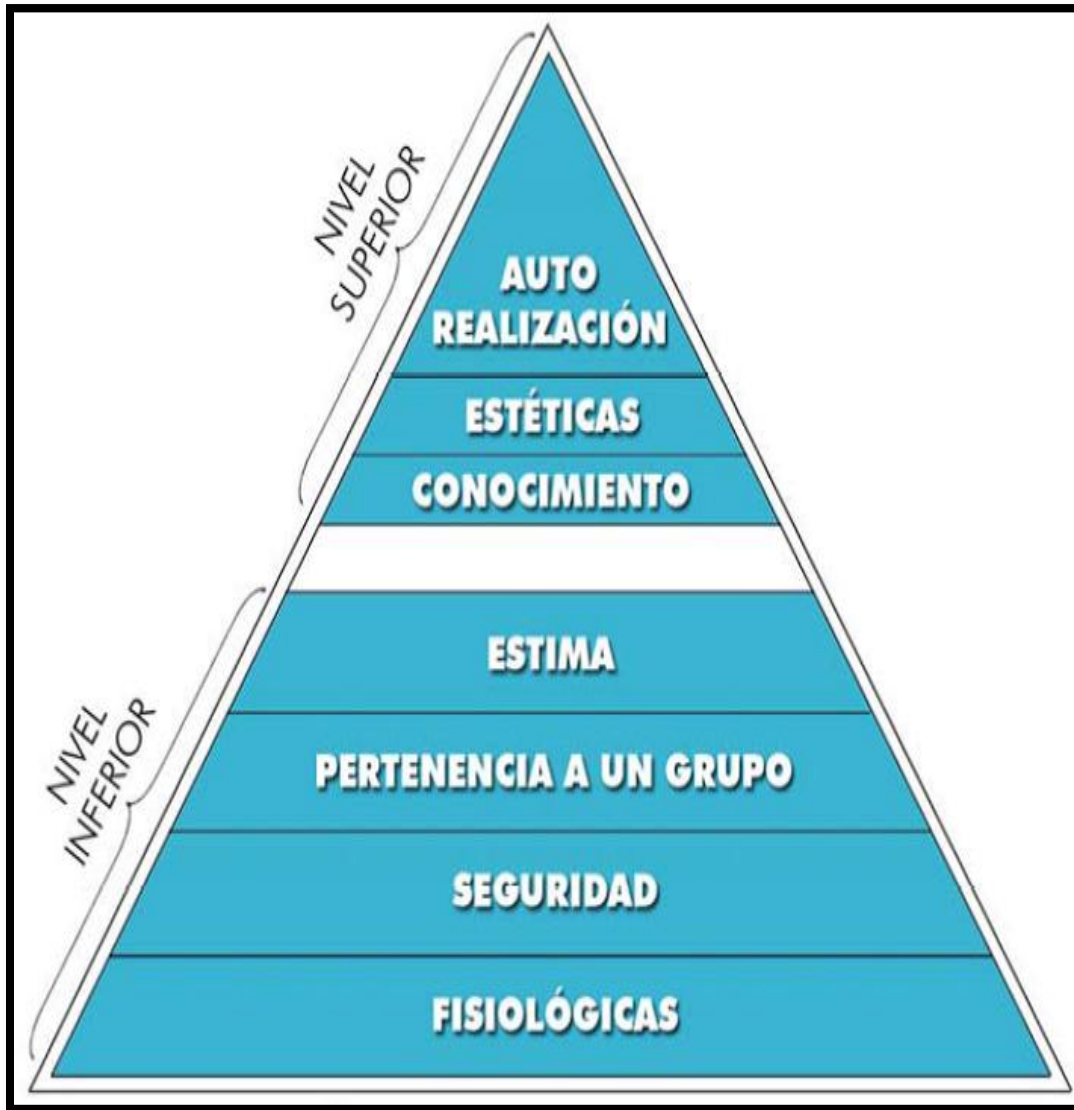 NIVEL
SUPERIOR
AUTO
REALIZACIÓN
ESTÉTICAS
CONOCIMIENTO
NIVEL
INFERIOR
ESTIMA
PERTENENCIA A UN GRUPO
SEGURIDAD
FISIOLÓGICAS